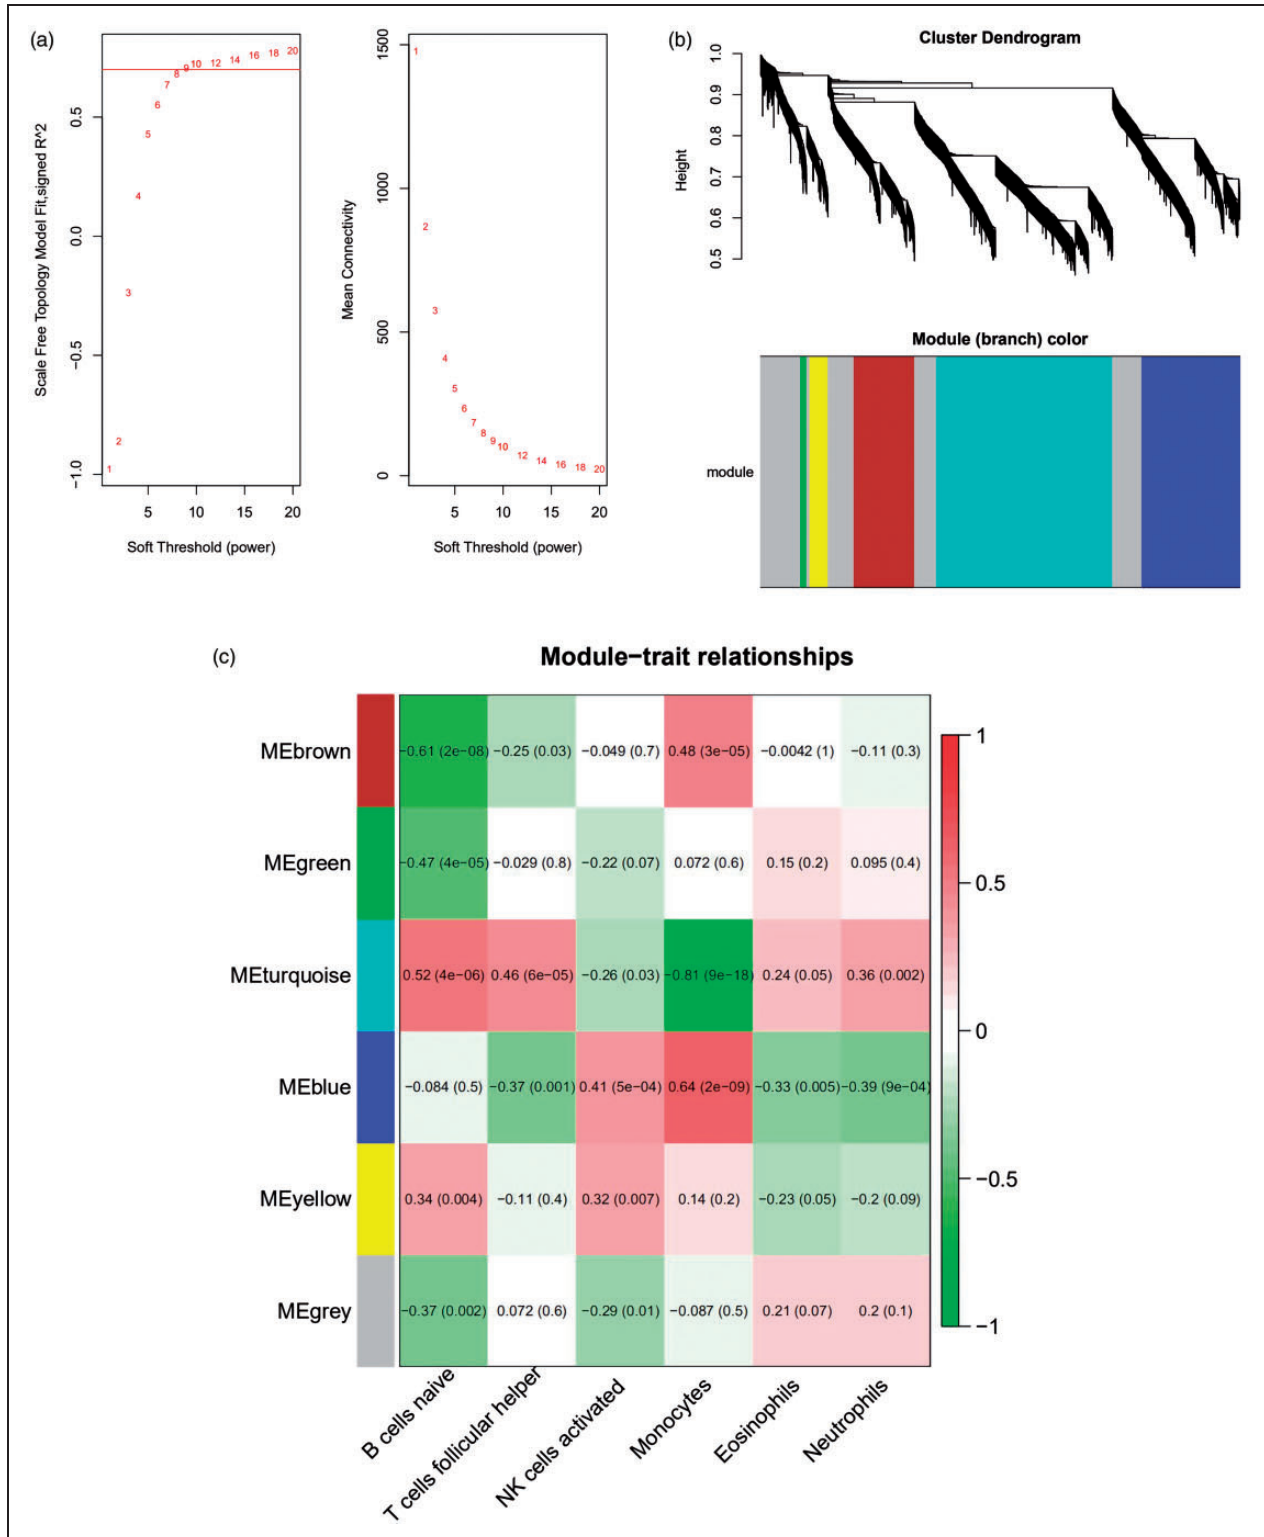 (a)
Scale Free Topology Model Fit,signed R^2
0.5
0.0
−0.5
−1.0
1
2
3
4
5
6
7
8
9
10
12
14
16
18
20
5
10
15
20
Soft Threshold (power)
Mean Connectivity
1500
1000
500
0
1
2
3
4
5
6
7
8
9
10
12
14
16
18
20
5
10
15
20
Soft Threshold (power)
(b)
Cluster Dendrogram
Height
1.0
0.9
0.8
0.7
0.6
0.5
Module (branch) color
module
(c)
Module−trait relationships
MEbrown
−0.61 (2e−08)
−0.25 (0.03)
−0.049 (0.7)
0.48 (3e−05)
−0.0042 (1)
−0.11 (0.3)
MEgreen
−0.47 (4e−05)
−0.029 (0.8)
−0.22 (0.07)
0.072 (0.6)
0.15 (0.2)
0.095 (0.4)
MEturquoise
0.52 (4e−06)
0.46 (6e−05)
−0.26 (0.03)
−0.81 (9e−18)
0.24 (0.05)
0.36 (0.002)
MEblue
−0.084 (0.5)
−0.37 (0.001)
0.41 (5e−04)
0.64 (2e−09)
−0.33 (0.005)
−0.39 (9e−04)
MEyellow
0.34 (0.004)
−0.11 (0.4)
0.32 (0.007)
0.14 (0.2)
−0.23 (0.05)
−0.2 (0.09)
MEgrey
−0.37 (0.002)
0.072 (0.6)
−0.29 (0.01)
−0.087 (0.5)
0.21 (0.07)
0.2 (0.1)
B cells naive
T cells follicular helper
NK cells activated
Monocytes
Eosinophils
Neutrophils
1
0.5
0
−0.5
−1